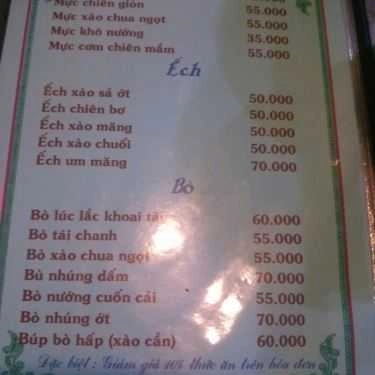 Mực chiên giòn
Mực xào chua ngọt 55.000
Mực khô nướng 35.000
Mực cơm chiên mắm 55.000
Ếch
Ếch xào sả ớt 50.000
Ếch chiên bơ 50.000
Ếch xào măng 50.000
Ếch xào chuối 50.000
Ếch um măng 70.000
Bò
Bò lúc lắc khoai tây 60.000
Bò tái chanh 55.000
Bò xào chua ngọt 55.000
Bù nhúng dấm 70.000
Bò nướng cuốn cải 55.000
Bò nhúng ớt 70.000
Búp bò hấp (xào cần) 60.000
Đặc biệt : Giảm giá 10% thức ăn trên hóa đơn